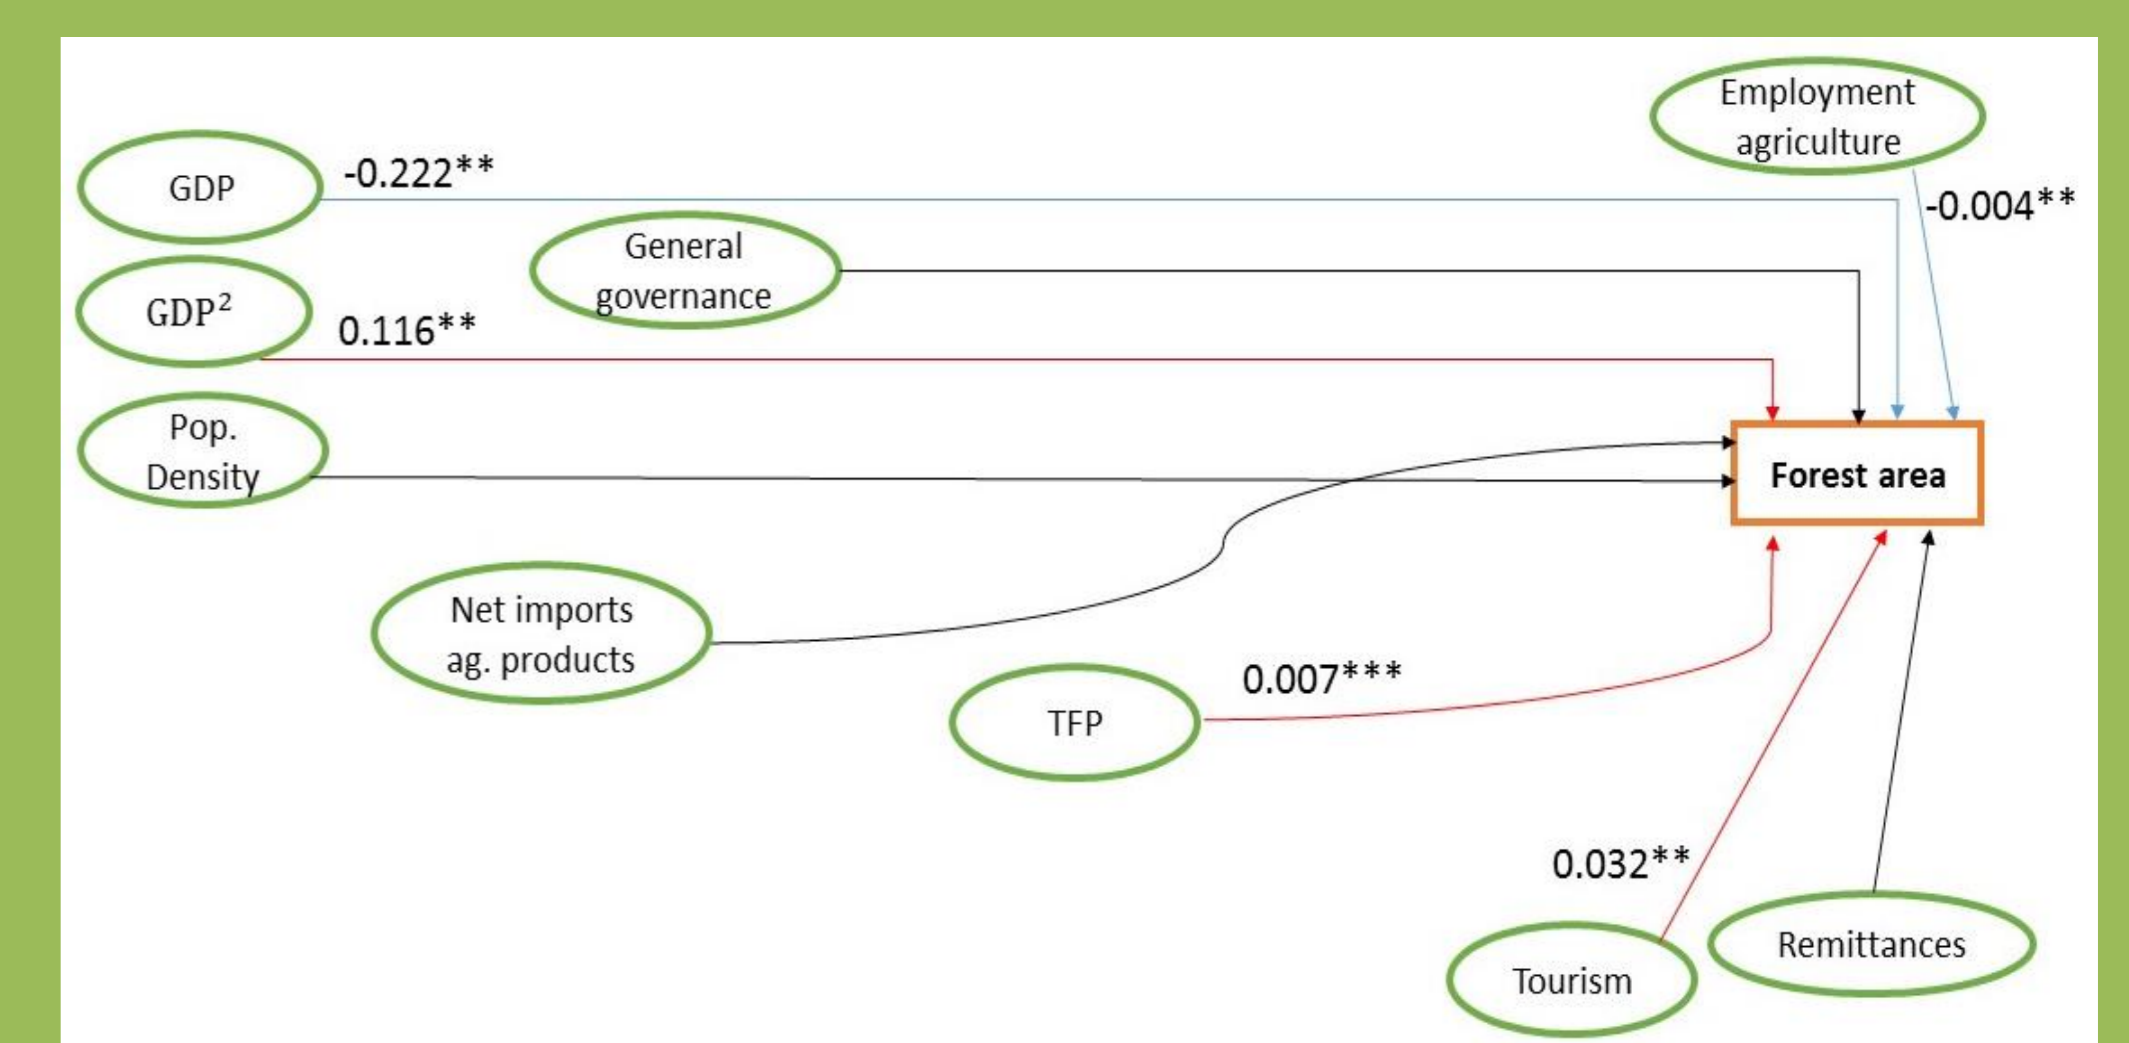 Employment
agriculture
GDP
-0.222**
-0.004**
General
governance
GDP²
0.116**
Pop.
Density
Forest area
Net imports
ag. products
TFP
0.007***
0.032**
Tourism
Remittances